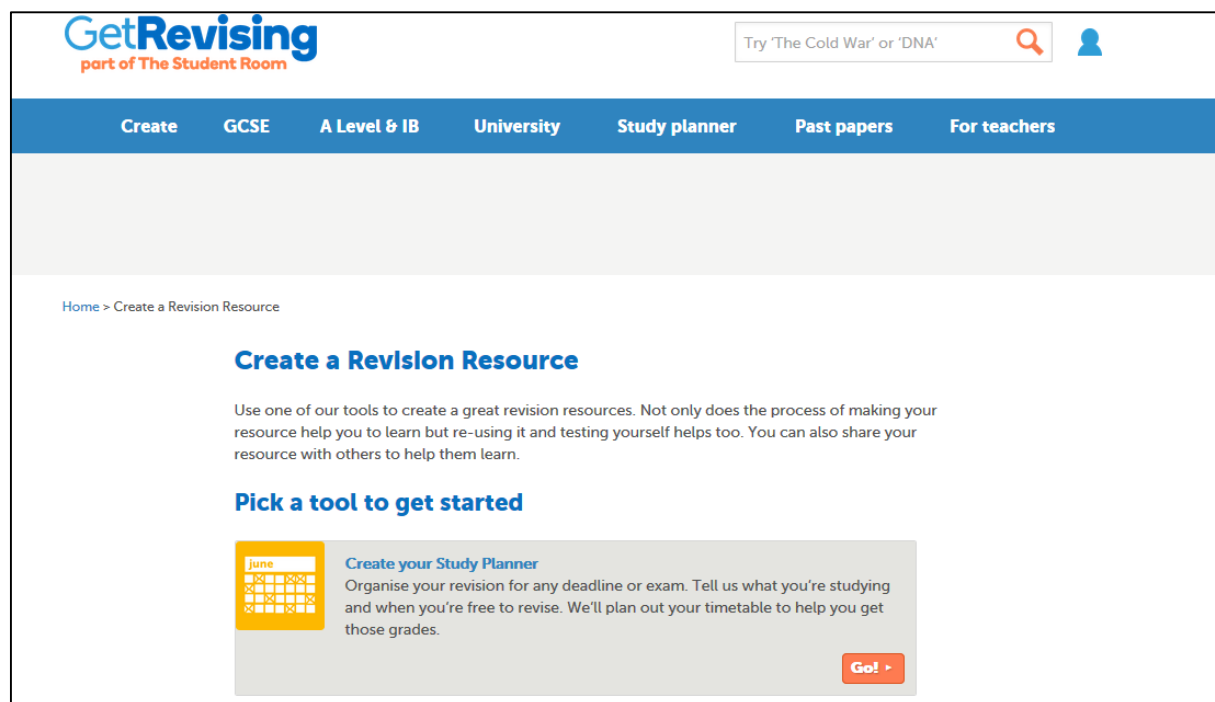 GetRevising
part of The Student Room
Try 'The Cold War' or 'DNA'
Create GCSE A Level & IB University Study planner Past papers For teachers
Home > Create a Revision Resource
Create a Revision Resource
Use one of our tools to create a great revision resources. Not only does the process of making your
resource help you to learn but re-using it and testing yourself helps too. You can also share your
resource with others to help them learn.
Pick a tool to get started
june
Create your Study Planner
Organise your revision for any deadline or exam. Tell us what you're studying
and when you're free to revise. We'll plan out your timetable to help you get
those grades.
Go!